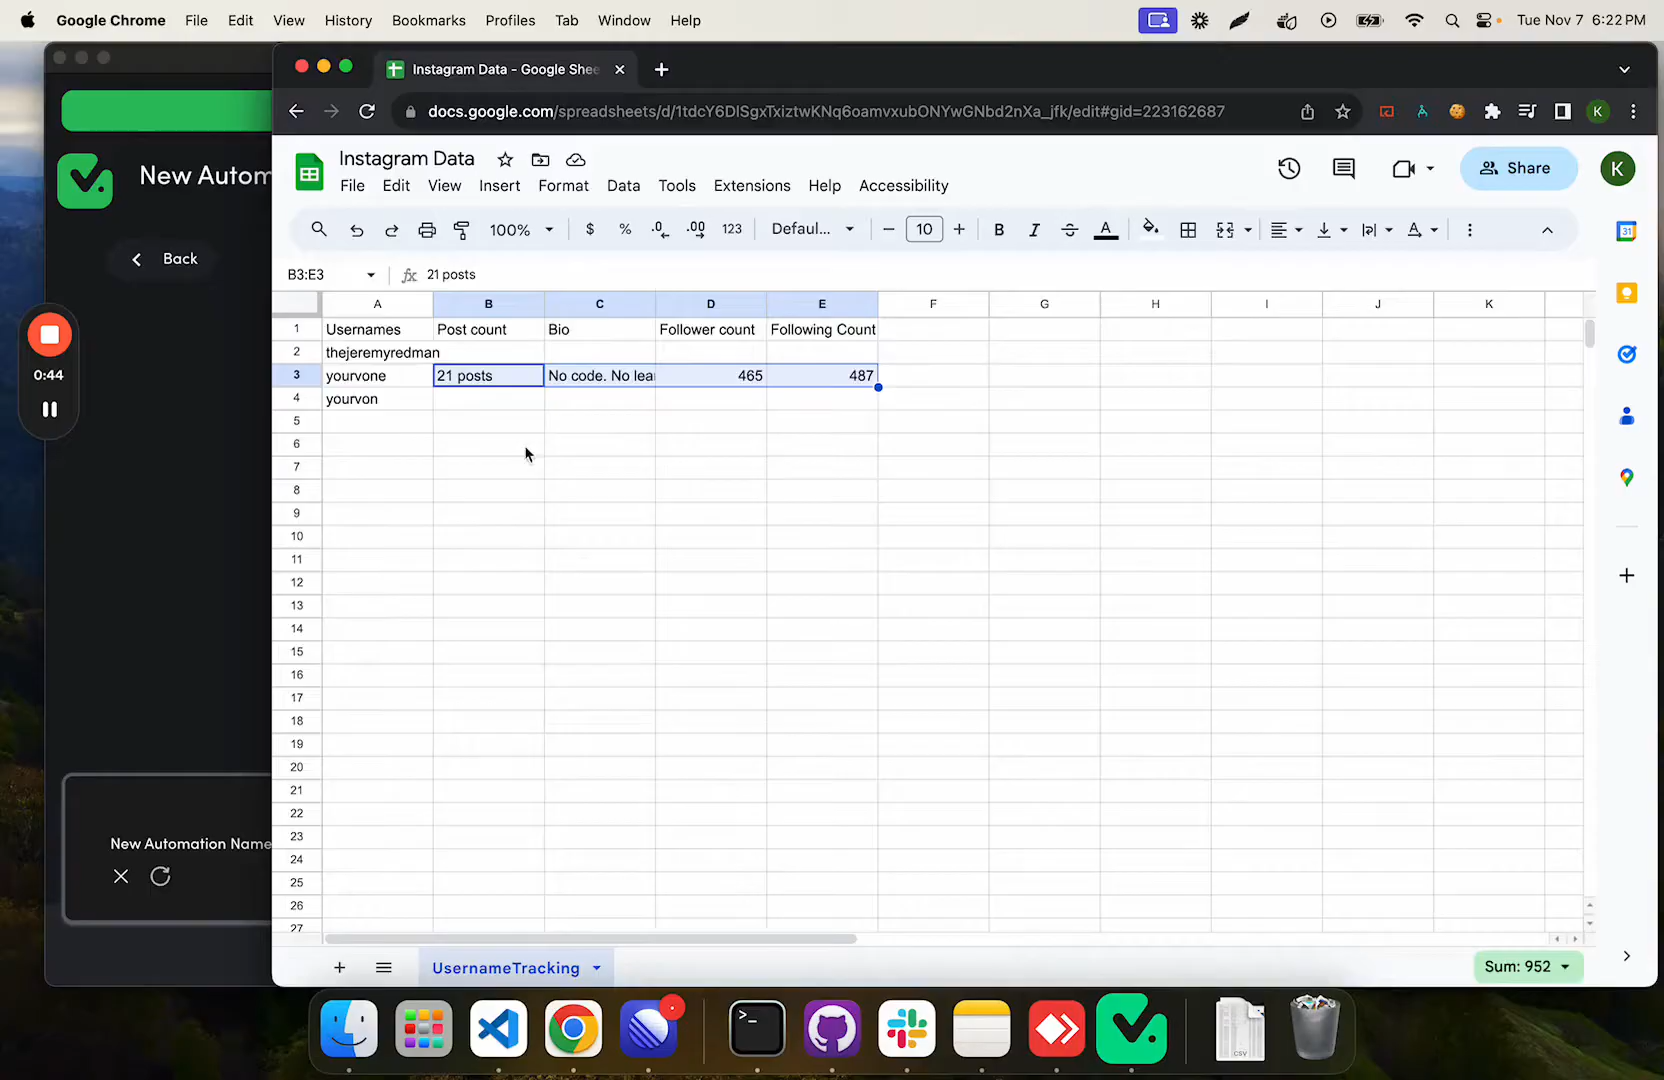 Google Chrome File Edit View History Bookmarks Profiles Tab Window Help Tue Nov 7 6:22 PM
Instagram Data - Google Shee
docs.google.com/spreadsheets/d/1tdcY6DlSgxTxiztwKNq6oamvxubONYwGNbd2nXa_jfk/edit#gid=223162687 K
New Autom
Back
0:44
New Automation Name
Instagram Data
File Edit View Insert Format Data Tools Extensions Help Accessibility
Share K
100% $ % .0 .00 123 Defaul... 10 B I A
31
B3:E3 fx 21 posts
A B C D E F G H I J K
1 Usernames Post count Bio Follower count Following Count
2 thejeremyredman
3 yourvone 21 posts No code. No lea 465 487
4 yourvon
5
6
7
8
9
10
11
12
13
14
15
16
17
18
19
20
21
22
23
24
25
26
27
UsernameTracking Sum: 952
>_
CSV